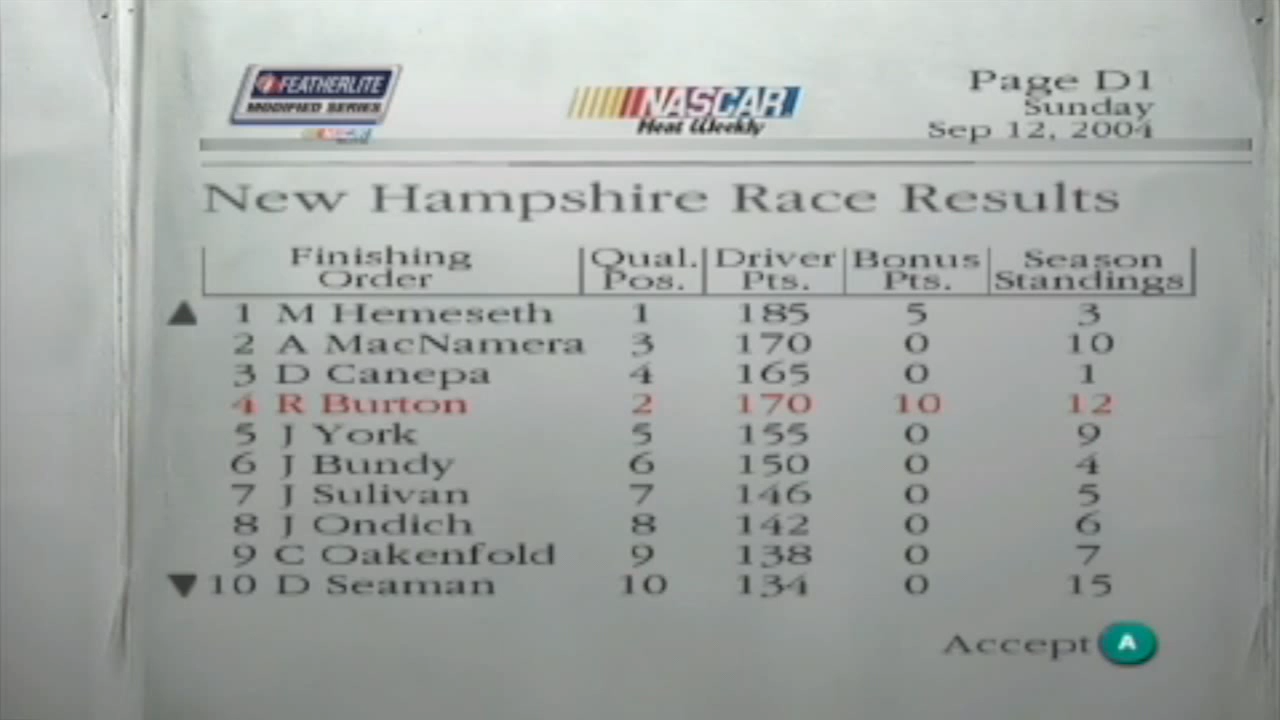 FEATHERLITE
MODIFIED SERIES
NASCAR
NASCAR
Heat Weekly
Page D1
Sunday
Sep 12, 2004
New Hampshire Race Results
Finishing Order Qual. Pos. Driver Pts. Bonus Pts. Season Standings
1 M Hemeseth 1 185 5 3
2 A MacNamera 3 170 0 10
3 D Canepa 4 165 0 1
4 R Burton 2 170 10 12
5 J York 5 155 0 9
6 J Bundy 6 150 0 4
7 J Sulivan 7 146 0 5
8 J Ondich 8 142 0 6
9 C Oakenfold 9 138 0 7
10 D Seaman 10 134 0 15
Accept A